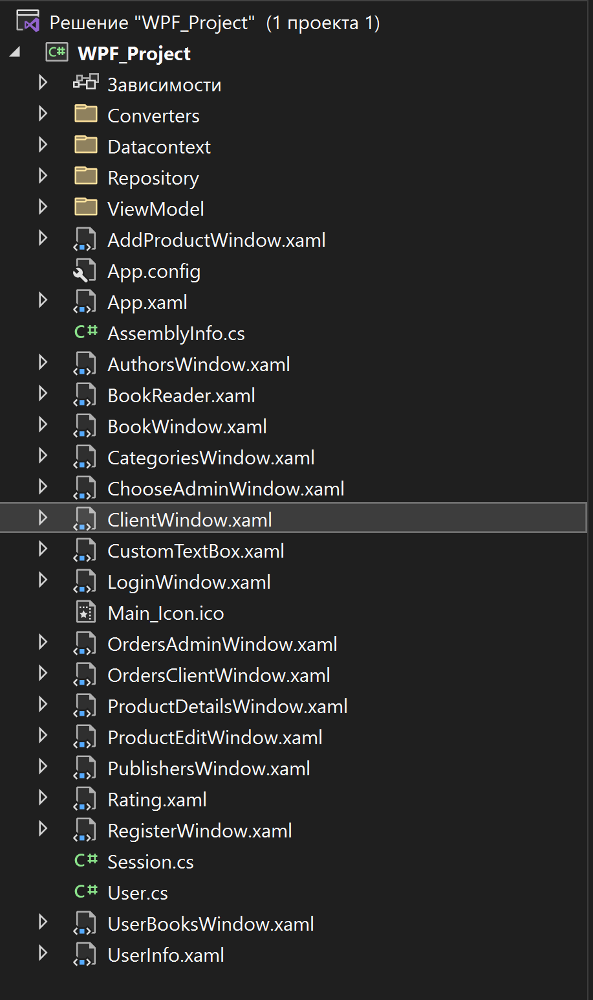 Решение "WPF_Project" (1 проекта 1)
C# WPF_Project
Зависимости
Converters
Datacontext
Repository
ViewModel
AddProductWindow.xaml
App.config
App.xaml
C# AssemblyInfo.cs
AuthorsWindow.xaml
BookReader.xaml
BookWindow.xaml
CategoriesWindow.xaml
ChooseAdminWindow.xaml
ClientWindow.xaml
CustomTextBox.xaml
LoginWindow.xaml
Main_Icon.ico
OrdersAdminWindow.xaml
OrdersClientWindow.xaml
ProductDetailsWindow.xaml
ProductEditWindow.xaml
PublishersWindow.xaml
Rating.xaml
RegisterWindow.xaml
C# Session.cs
C# User.cs
UserBooksWindow.xaml
UserInfo.xaml